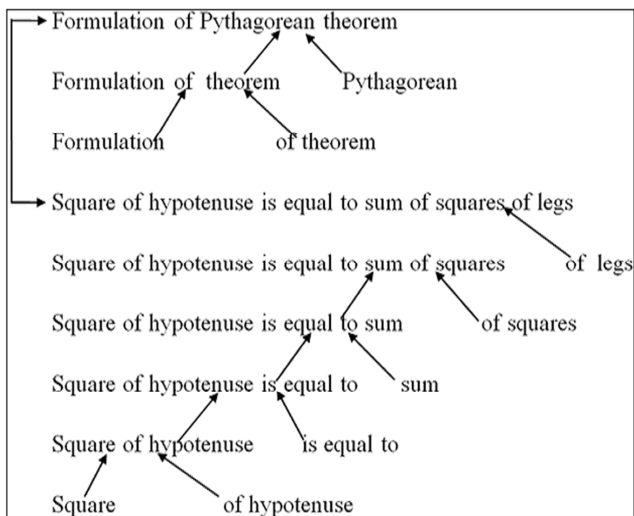 Formulation of Pythagorean theorem
Formulation of theorem Pythagorean
Formulation of theorem
Square of hypotenuse is equal to sum of squares of legs
Square of hypotenuse is equal to sum of squares of legs
Square of hypotenuse is equal to sum of squares
Square of hypotenuse is equal to sum
Square of hypotenuse is equal to
Square of hypotenuse